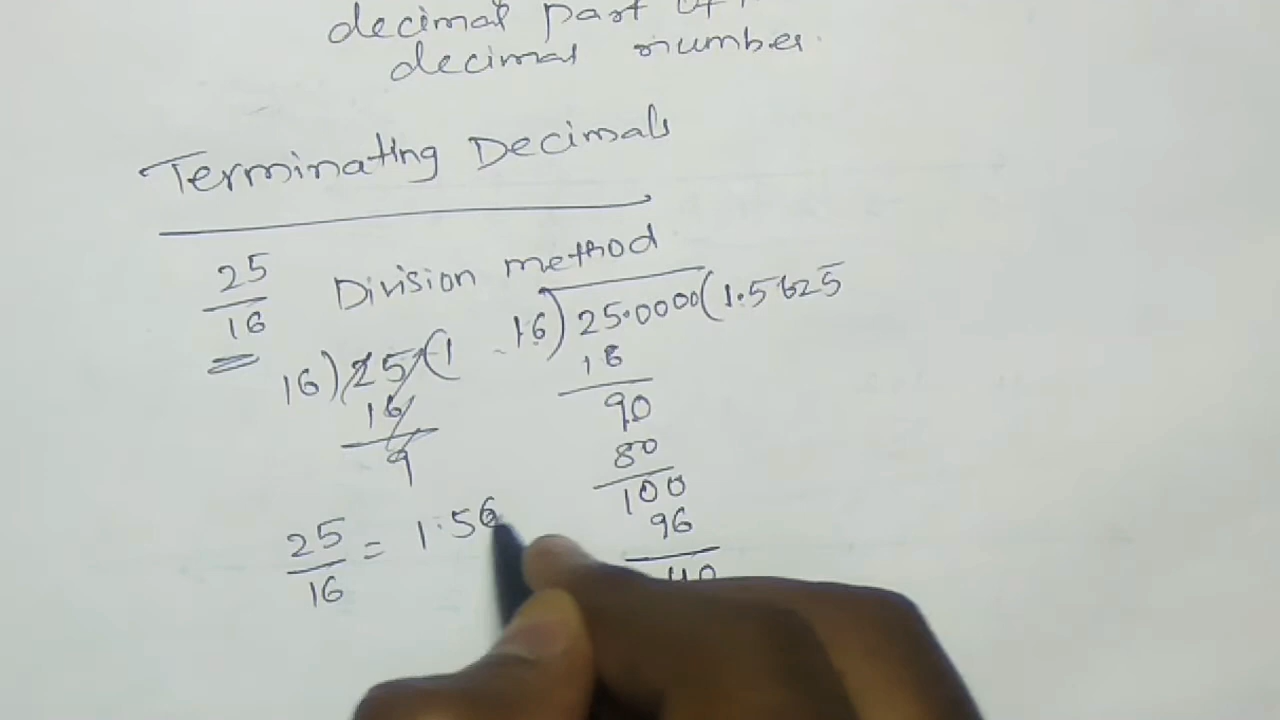 decimal part of
decimal number.
Terminating Decimals
25
16
Division method
16) 25 (1
16
9
16) 25.0000 (1.5625
16
90
80
100
96
40
25
16
= 1.56